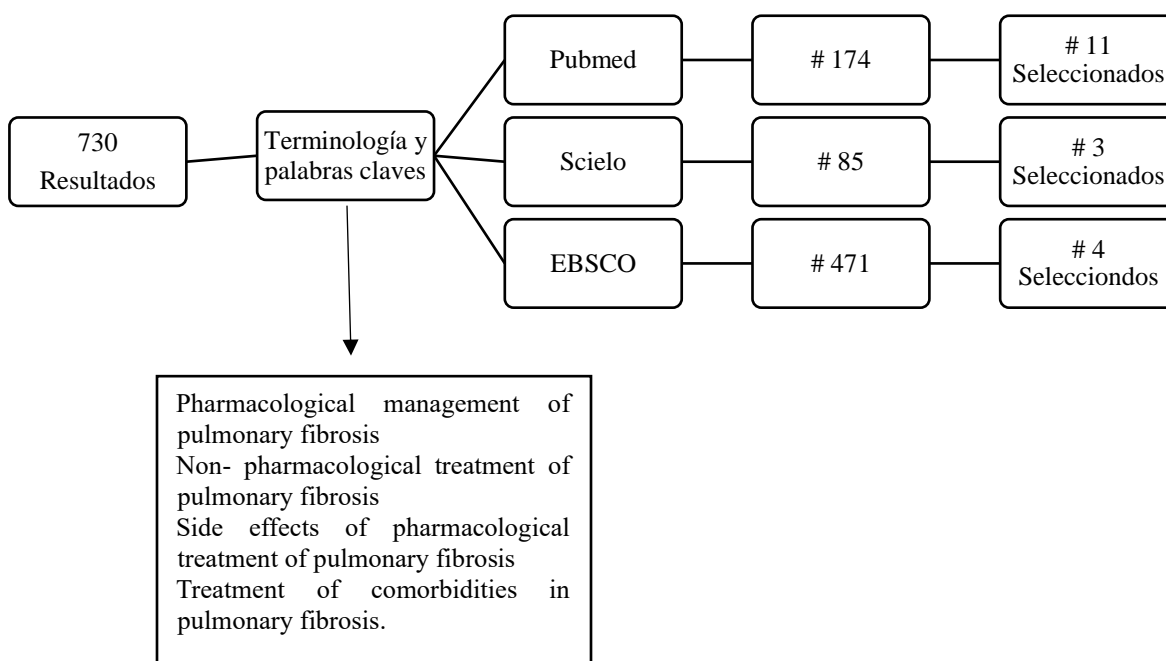 730
Resultados
Terminología y
palabras claves
Pubmed
# 174
# 11
Seleccionados
Scielo
# 85
# 3
Seleccionados
EBSCO
# 471
# 4
Selecciondos
Pharmacological management of
pulmonary fibrosis
Non- pharmacological treatment of
pulmonary fibrosis
Side effects of pharmacological
treatment of pulmonary fibrosis
Treatment of comorbidities in
pulmonary fibrosis.